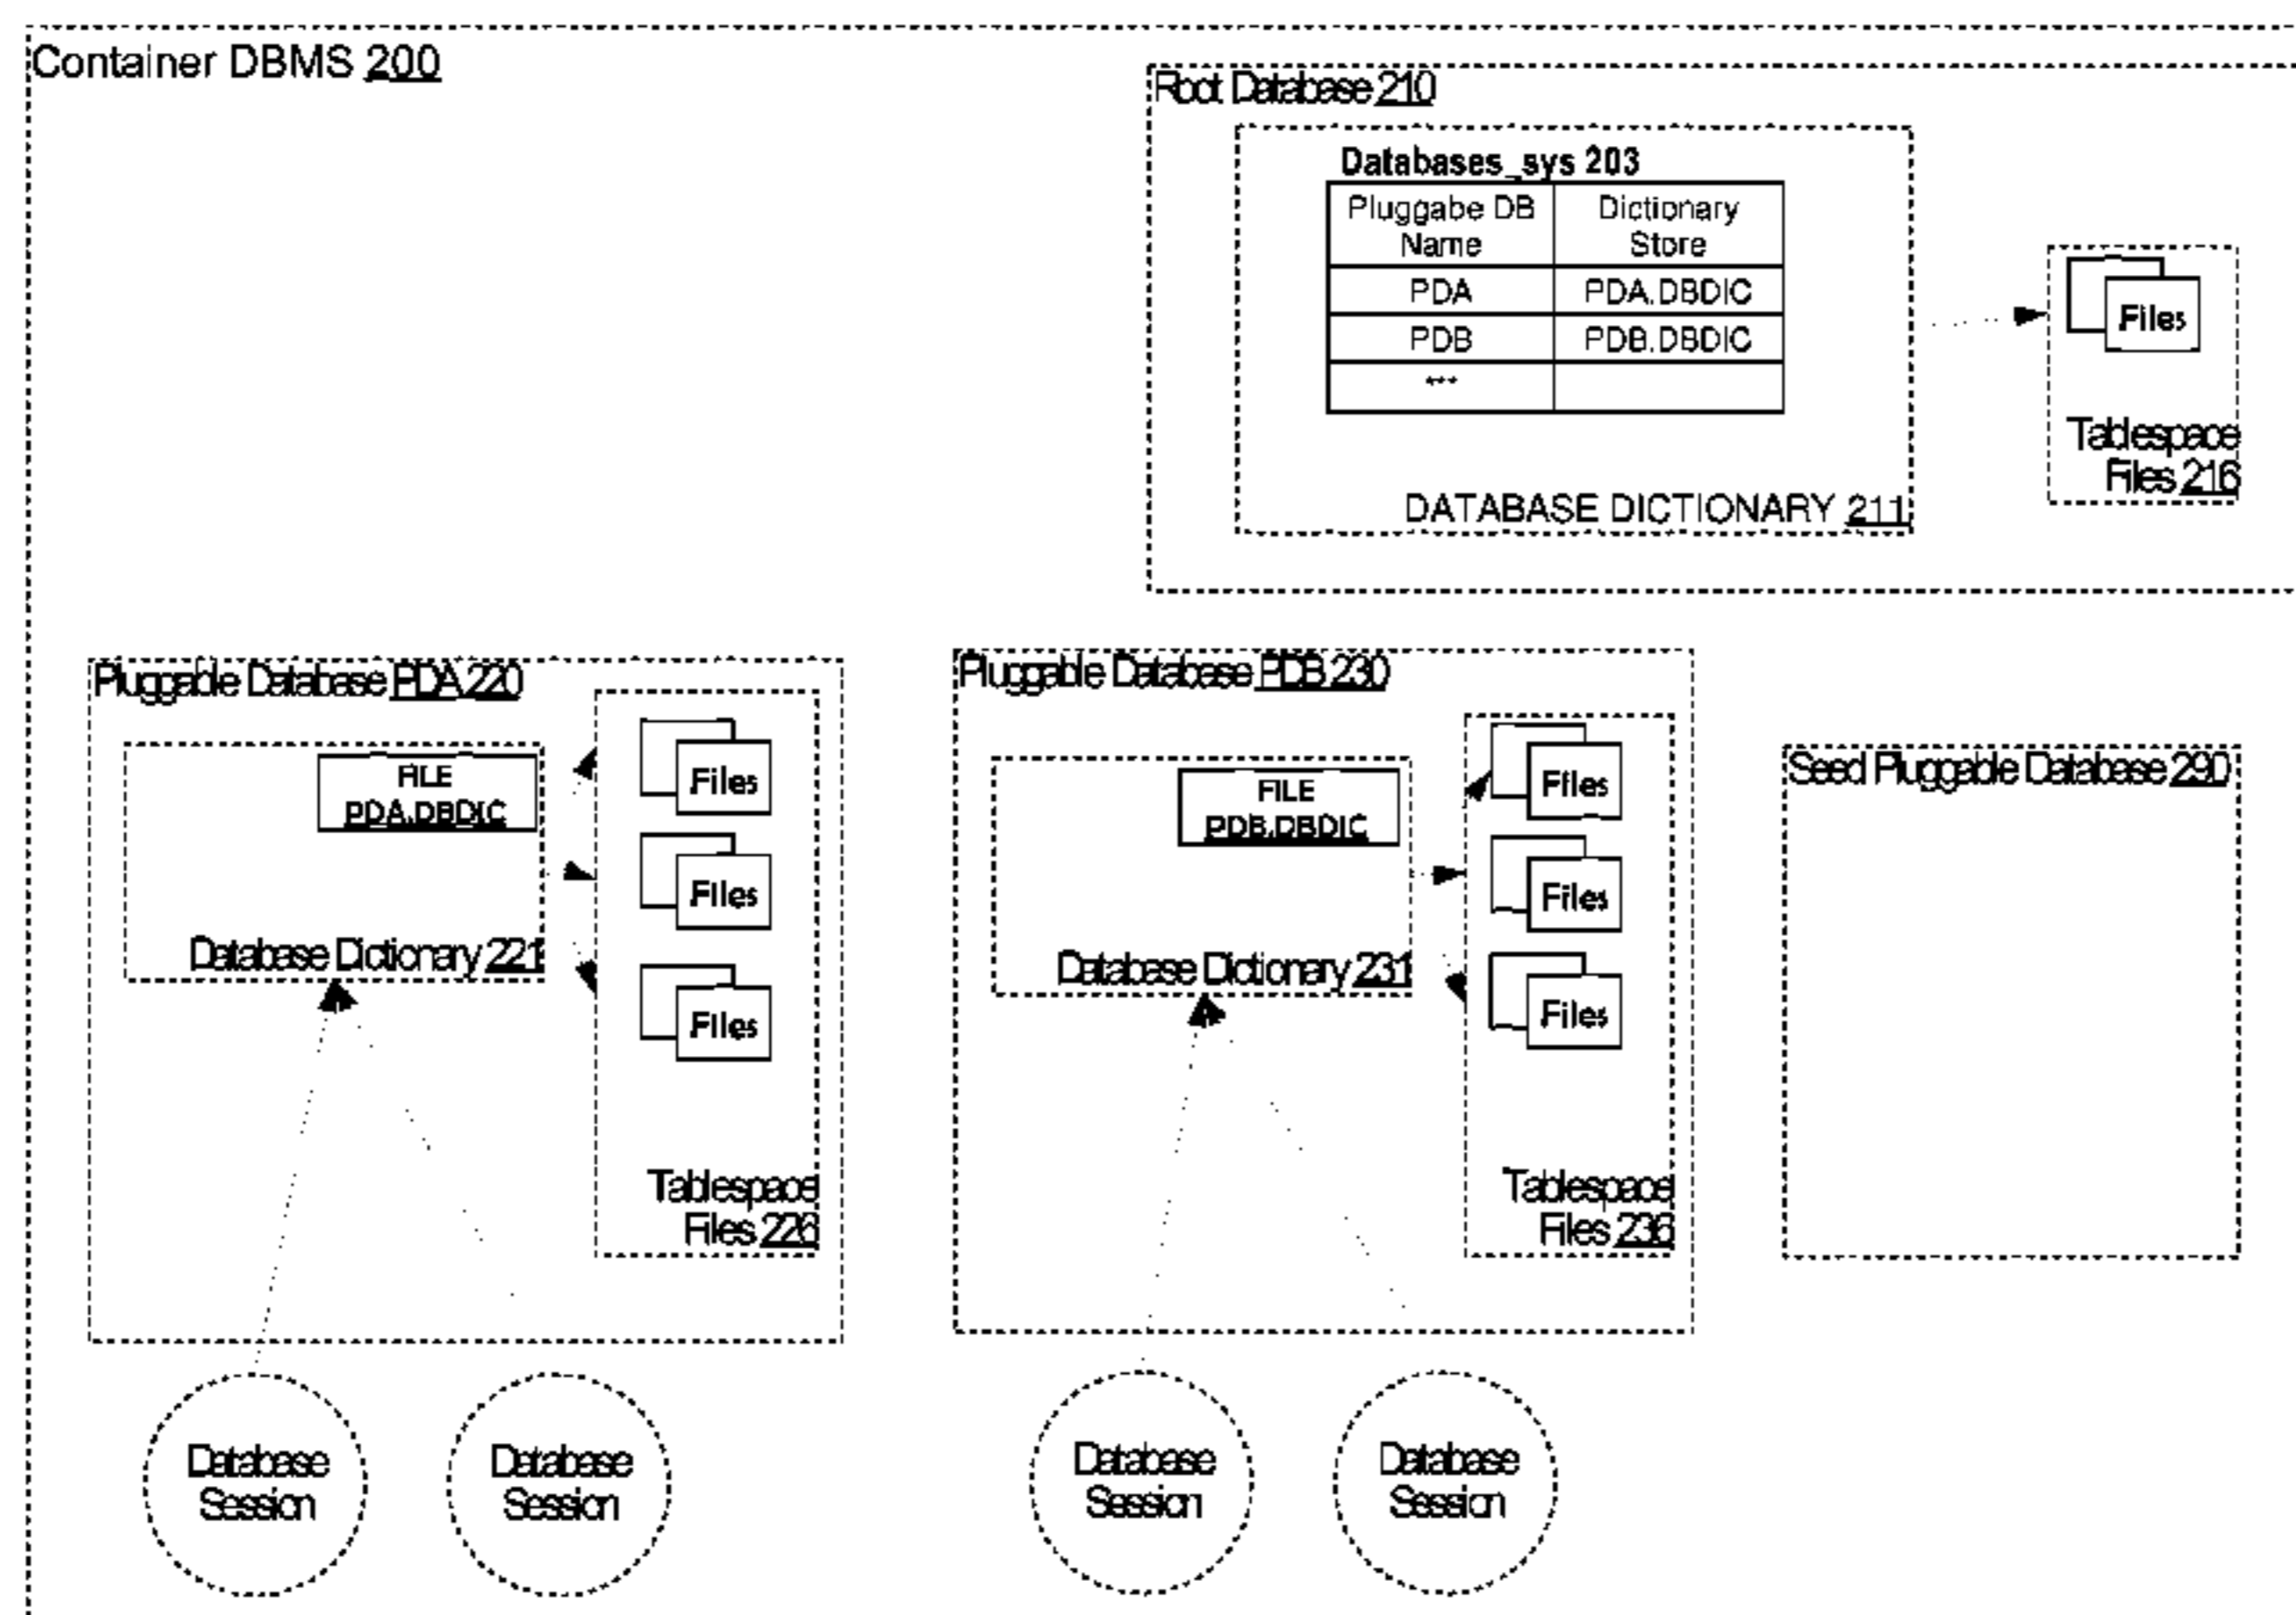 Container DBMS 200
Root Database 210
Databases_sys 203
Pluggabe DB Name
Dictionary Store
PDA
PDA.DBDIC
PDB
PDB.DBDIC
***
DATABASE DICTIONARY 211
Files
Tablespace
Files 216
Pluggable Database PDA 220
FILE
PDA.DBDIC
Database Dictionary 221
Files
Files
Files
Tablespace
Files 226
Pluggable Database PDB 230
FILE
PDB.DBDIC
Database Dictionary 231
Files
Files
Files
Tablespace
Files 236
Seed Pluggable Database 290
Database
Session
Database
Session
Database
Session
Database
Session